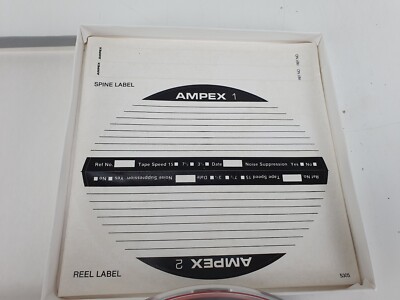 AMPEX AMPEX
SPINE LABEL
AMPEX 1
Ref No. Tape Speed 15 7½ 3¾ Date Noise Suppression Yes No
Ref No. Tape Speed 15 7½ 3¾ Date Noise Suppression Yes No
AMPEX 2
REEL LABEL